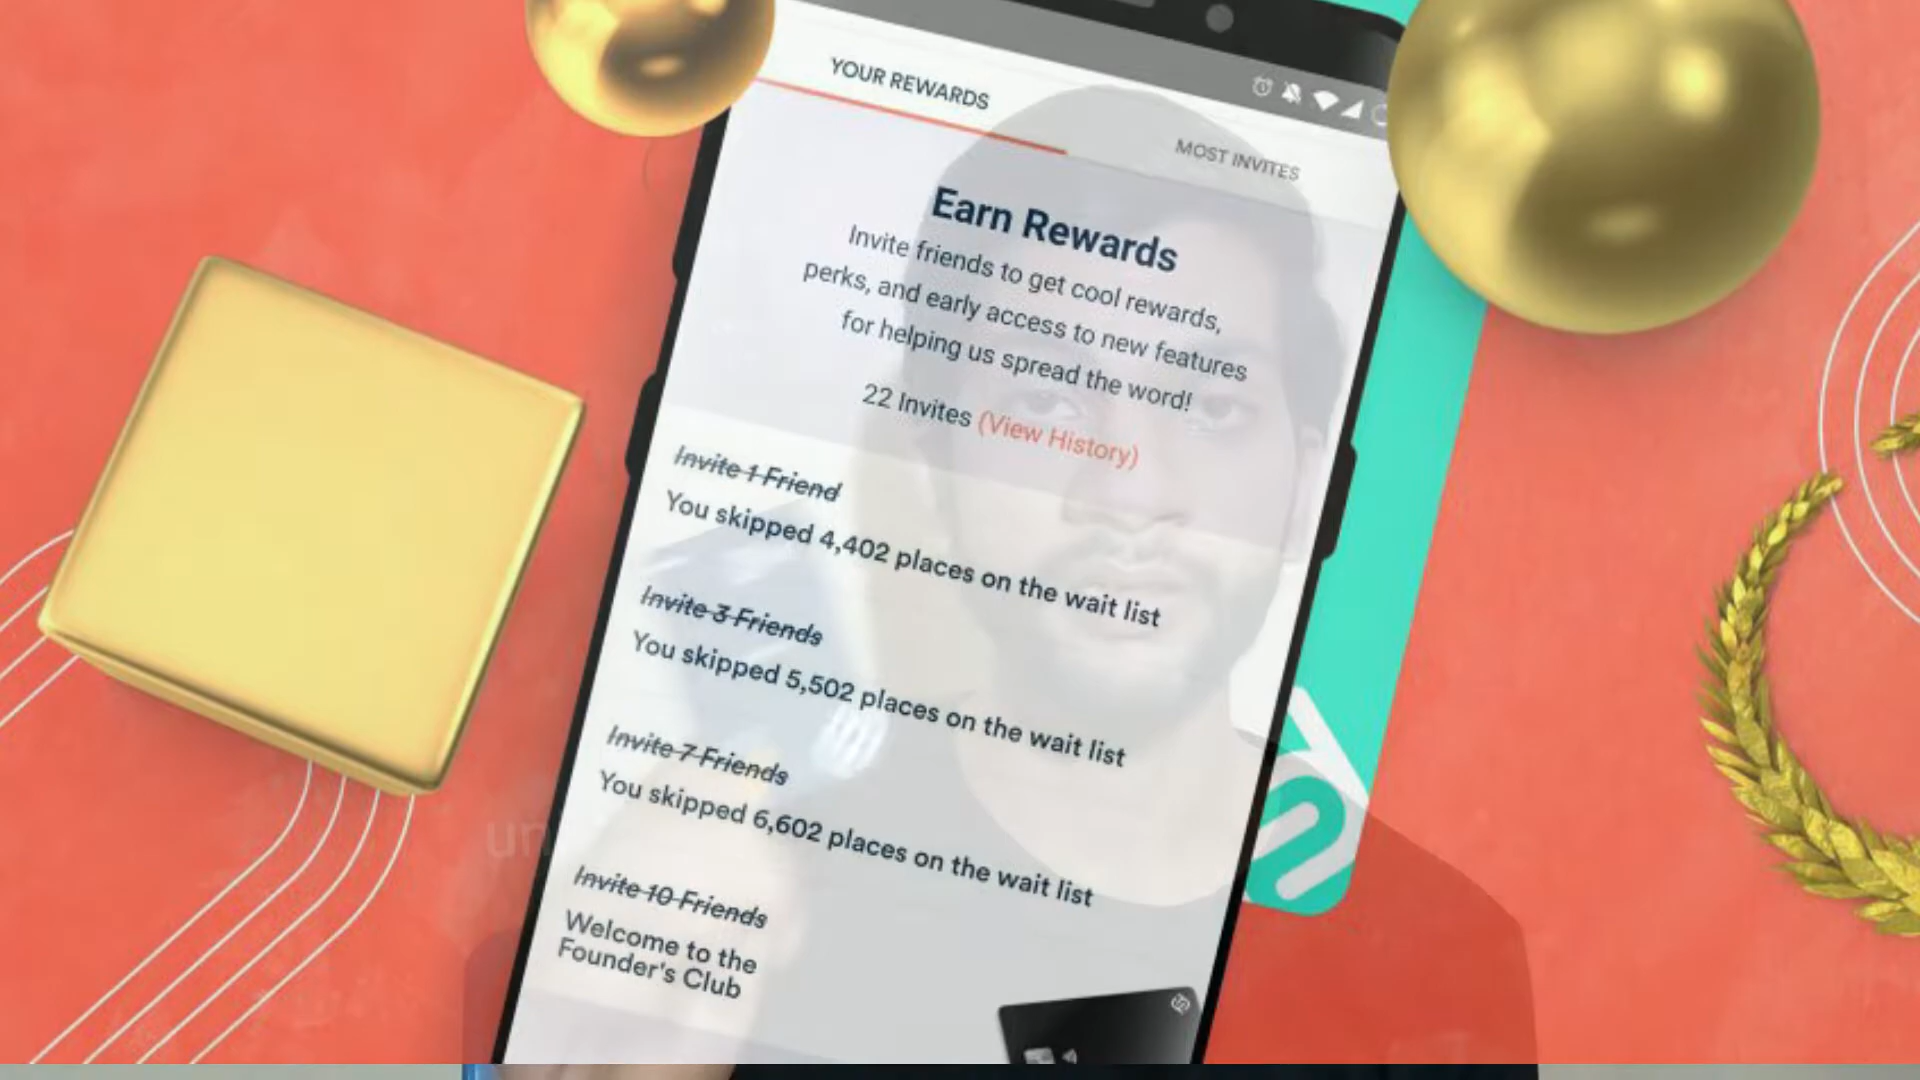 YOUR REWARDS
MOST INVITES
Earn Rewards
Invite friends to get cool rewards,
perks, and early access to new features
for helping us spread the word!
22 Invites (View History)
Invite 1 Friend
You skipped 4,402 places on the wait list
Invite 3 Friends
You skipped 5,502 places on the wait list
Invite 7 Friends
You skipped 6,602 places on the wait list
Invite 10 Friends
Welcome to the
Founder's Club